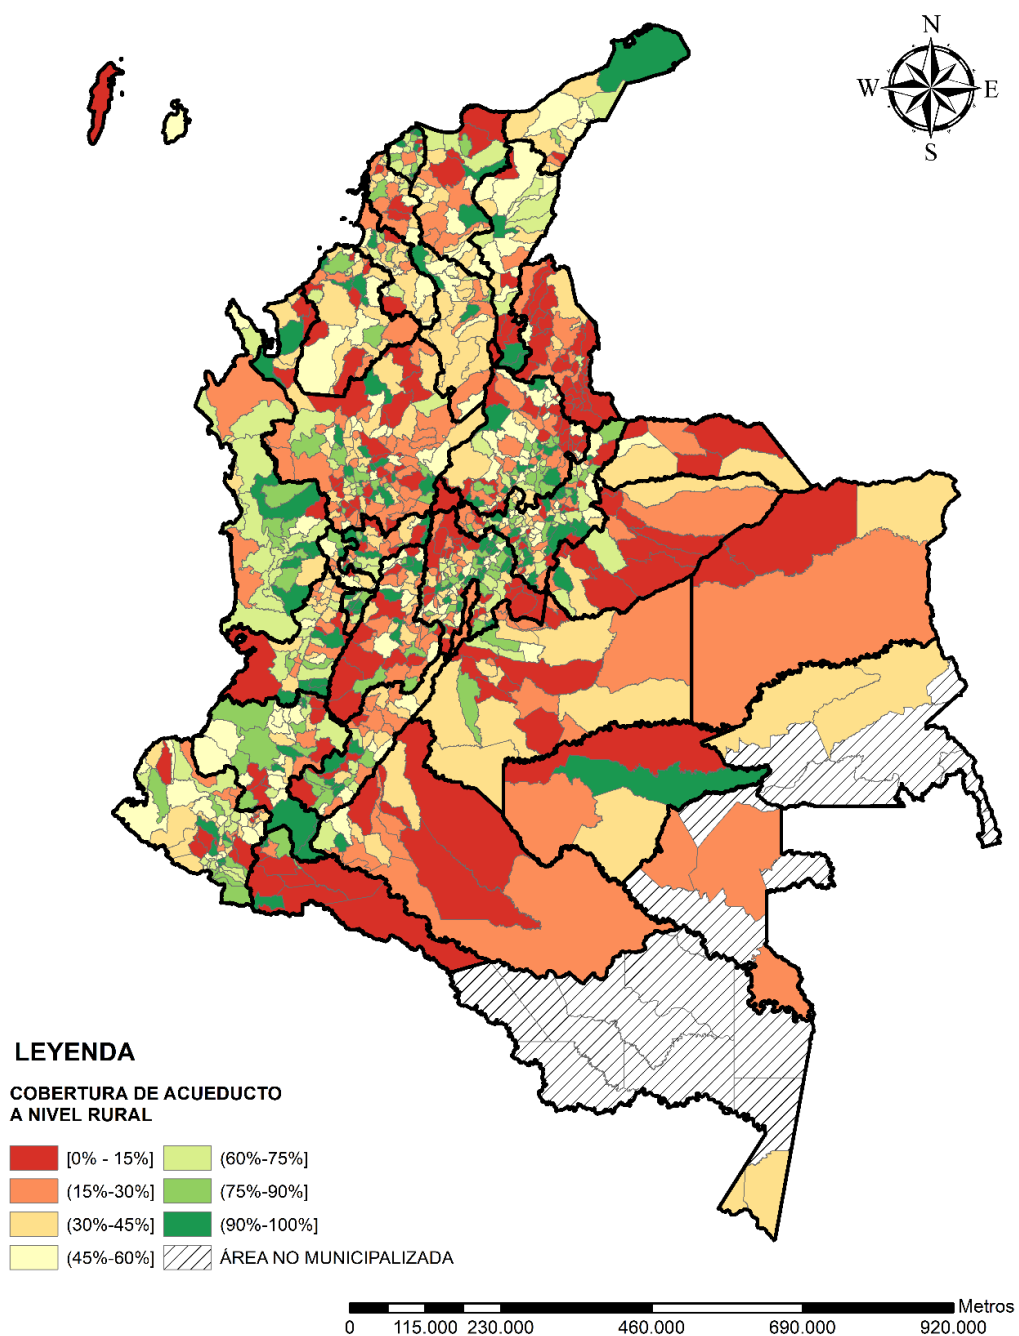 N
W E
S
LEYENDA
COBERTURA DE ACUEDUCTO
A NIVEL RURAL
[0% - 15%] (60%-75%]
(15%-30%] (75%-90%]
(30%-45%] (90%-100%]
(45%-60%] ÁREA NO MUNICIPALIZADA
Metros
0 115.000 230.000 460.000 690.000 920.000